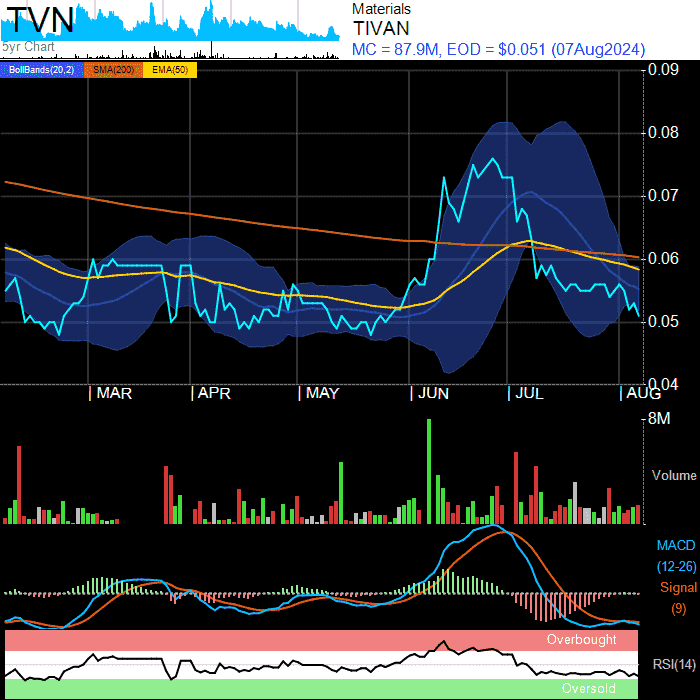 TVN
5yr Chart
Materials
TIVAN
MC = 87.9M, EOD = $0.051 (07Aug2024)
BollBands(20,2) SMA(200) EMA(50)
0.09
0.08
0.07
0.06
0.05
0.04
MAR APR MAY JUN JUL AUG
8M
Volume
MACD
(12-26)
Signal
(9)
Overbought
RSI(14)
Oversold